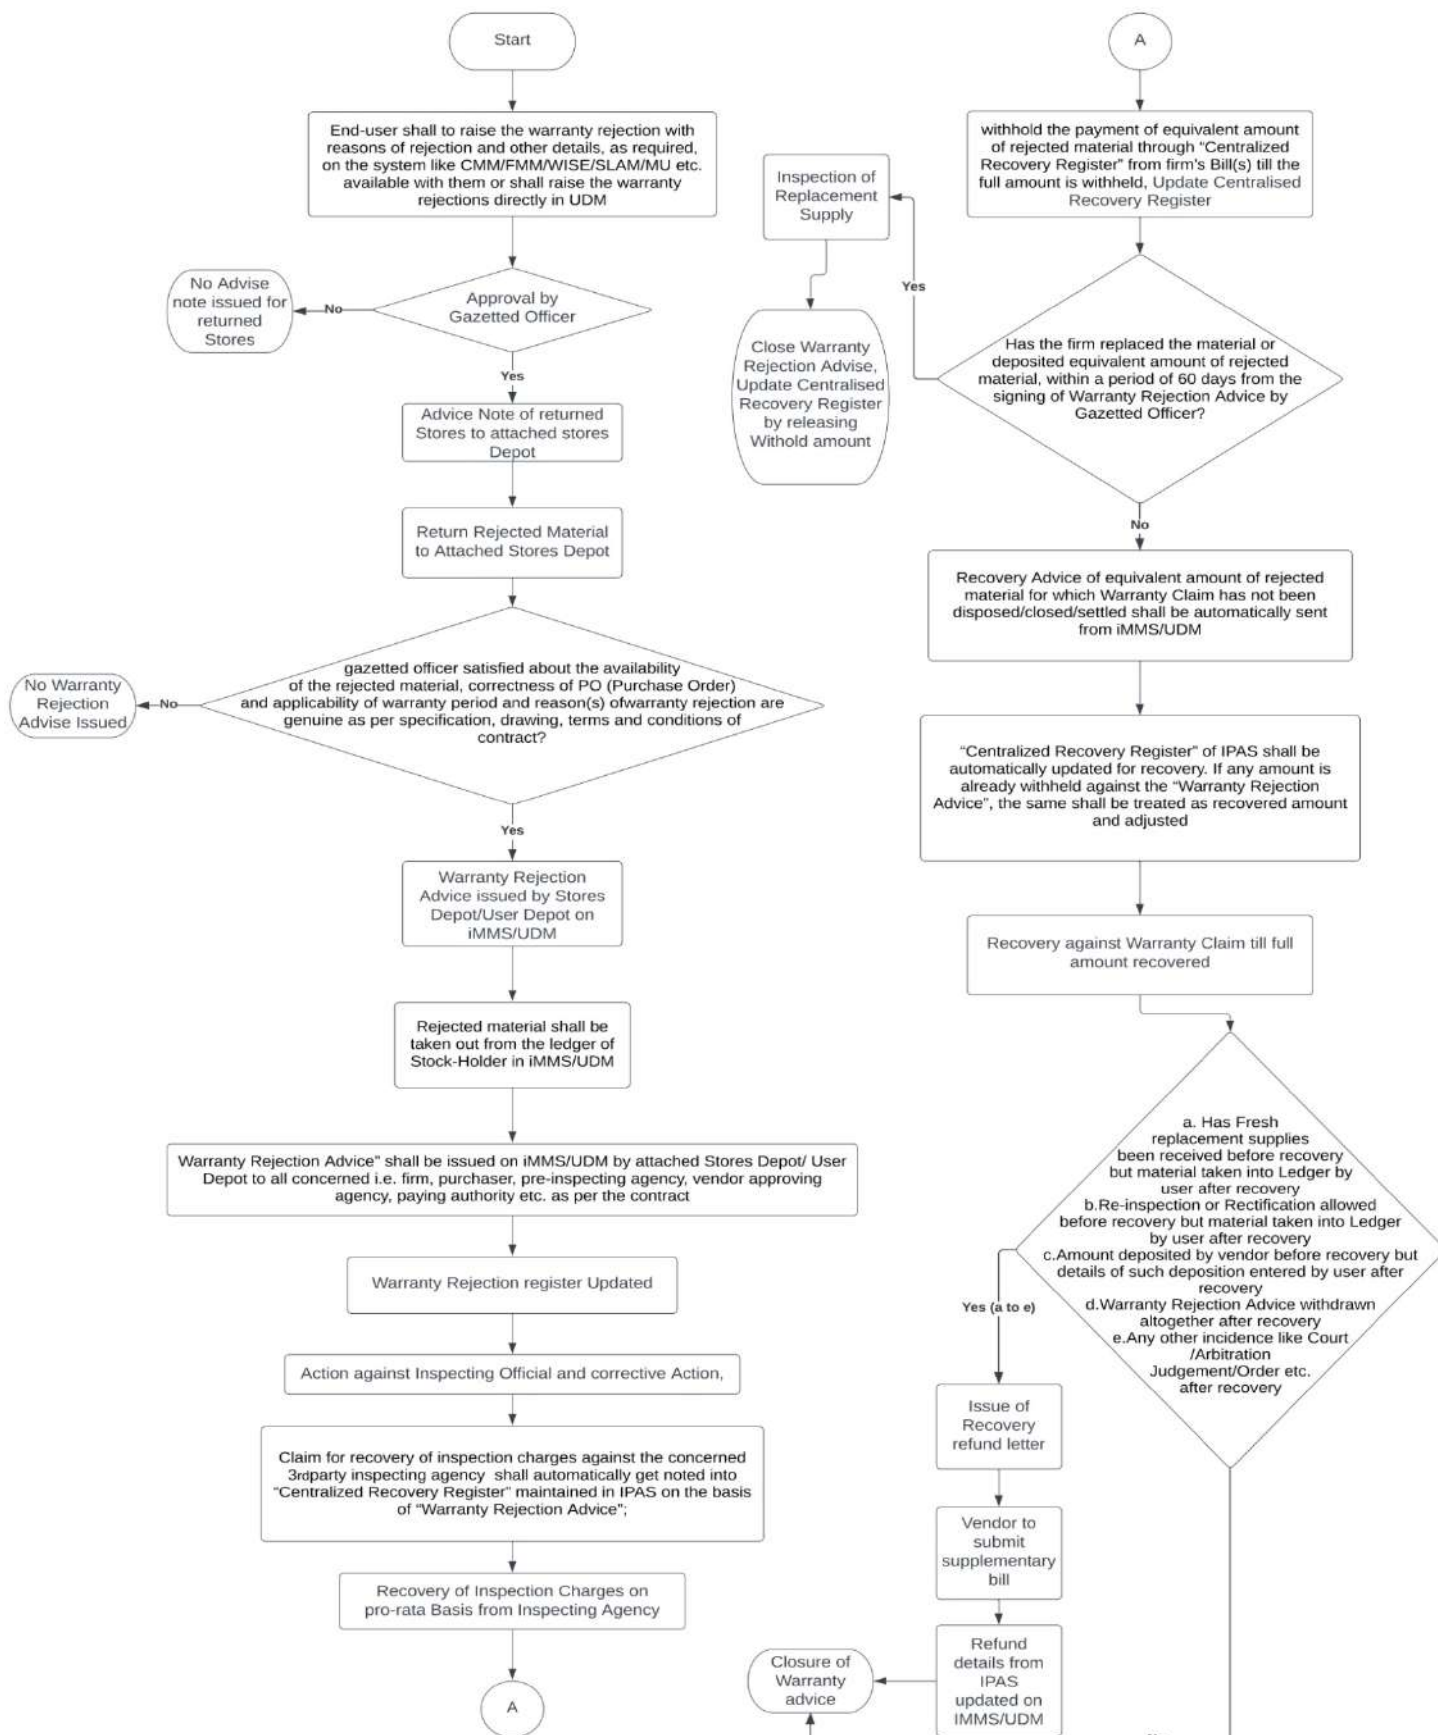 Start
End-user shall to raise the warranty rejection with
reasons of rejection and other details, as required,
on the system like CMM/FMM/WISE/SLAM/MU etc.
available with them or shall raise the warranty
rejections directly in UDM
Approval by
Gazetted Officer
No
No Advise
note issued for
returned
Stores
Yes
Advice Note of returned
Stores to attached stores
Depot
Return Rejected Material
to Attached Stores Depot
gazetted officer satisfied about the availability
of the rejected material, correctness of PO (Purchase Order)
and applicability of warranty period and reason(s) ofwarranty rejection are
genuine as per specification, drawing, terms and conditions of
contract?
No
No Warranty
Rejection
Advise Issued
Yes
Warranty Rejection
Advice issued by Stores
Depot/User Depot on
iMMS/UDM
Rejected material shall be
taken out from the ledger of
Stock-Holder in iMMS/UDM
Warranty Rejection Advice” shall be issued on iMMS/UDM by attached Stores Depot/ User
Depot to all concerned i.e. firm, purchaser, pre-inspecting agency, vendor approving
agency, paying authority etc. as per the contract
Warranty Rejection register Updated
Action against Inspecting Official and corrective Action,
Claim for recovery of inspection charges against the concerned
3rdparty inspecting agency  shall automatically get noted into
“Centralized Recovery Register” maintained in IPAS on the basis
of “Warranty Rejection Advice”;
Recovery of Inspection Charges on
pro-rata Basis from Inspecting Agency
A
A
withhold the payment of equivalent amount
of rejected material through “Centralized
Recovery Register” from firm's Bill(s) till the
full amount is withheld, Update Centralised
Recovery Register
Has the firm replaced the material or
deposited equivalent amount of rejected
material, within a period of 60 days from the
signing of Warranty Rejection Advice by
Gazetted Officer?
Yes
Inspection of
Replacement
Supply
Close Warranty
Rejection Advise,
Update Centralised
Recovery Register
by releasing
Withold amount
No
Recovery Advice of equivalent amount of rejected
material for which Warranty Claim has not been
disposed/closed/settled shall be automatically sent
from iMMS/UDM
“Centralized Recovery Register” of IPAS shall be
automatically updated for recovery. If any amount is
already withheld against the “Warranty Rejection
Advice”, the same shall be treated as recovered amount
and adjusted
Recovery against Warranty Claim till full
amount recovered
a. Has Fresh
replacement supplies
been received before recovery
but material taken into Ledger by
user after recovery
b.Re-inspection or Rectification allowed
before recovery but material taken into Ledger
by user after recovery
c.Amount deposited by vendor before recovery but
details of such deposition entered by user after
recovery
d.Warranty Rejection Advice withdrawn
altogether after recovery
e.Any other incidence like Court
/Arbitration
Judgement/Order etc.
after recovery
Yes (a to e)
Issue of
Recovery
refund letter
Vendor to
submit
supplementary
bill
Refund
details from
IPAS
updated on
IMMS/UDM
Closure of
Warranty
advice